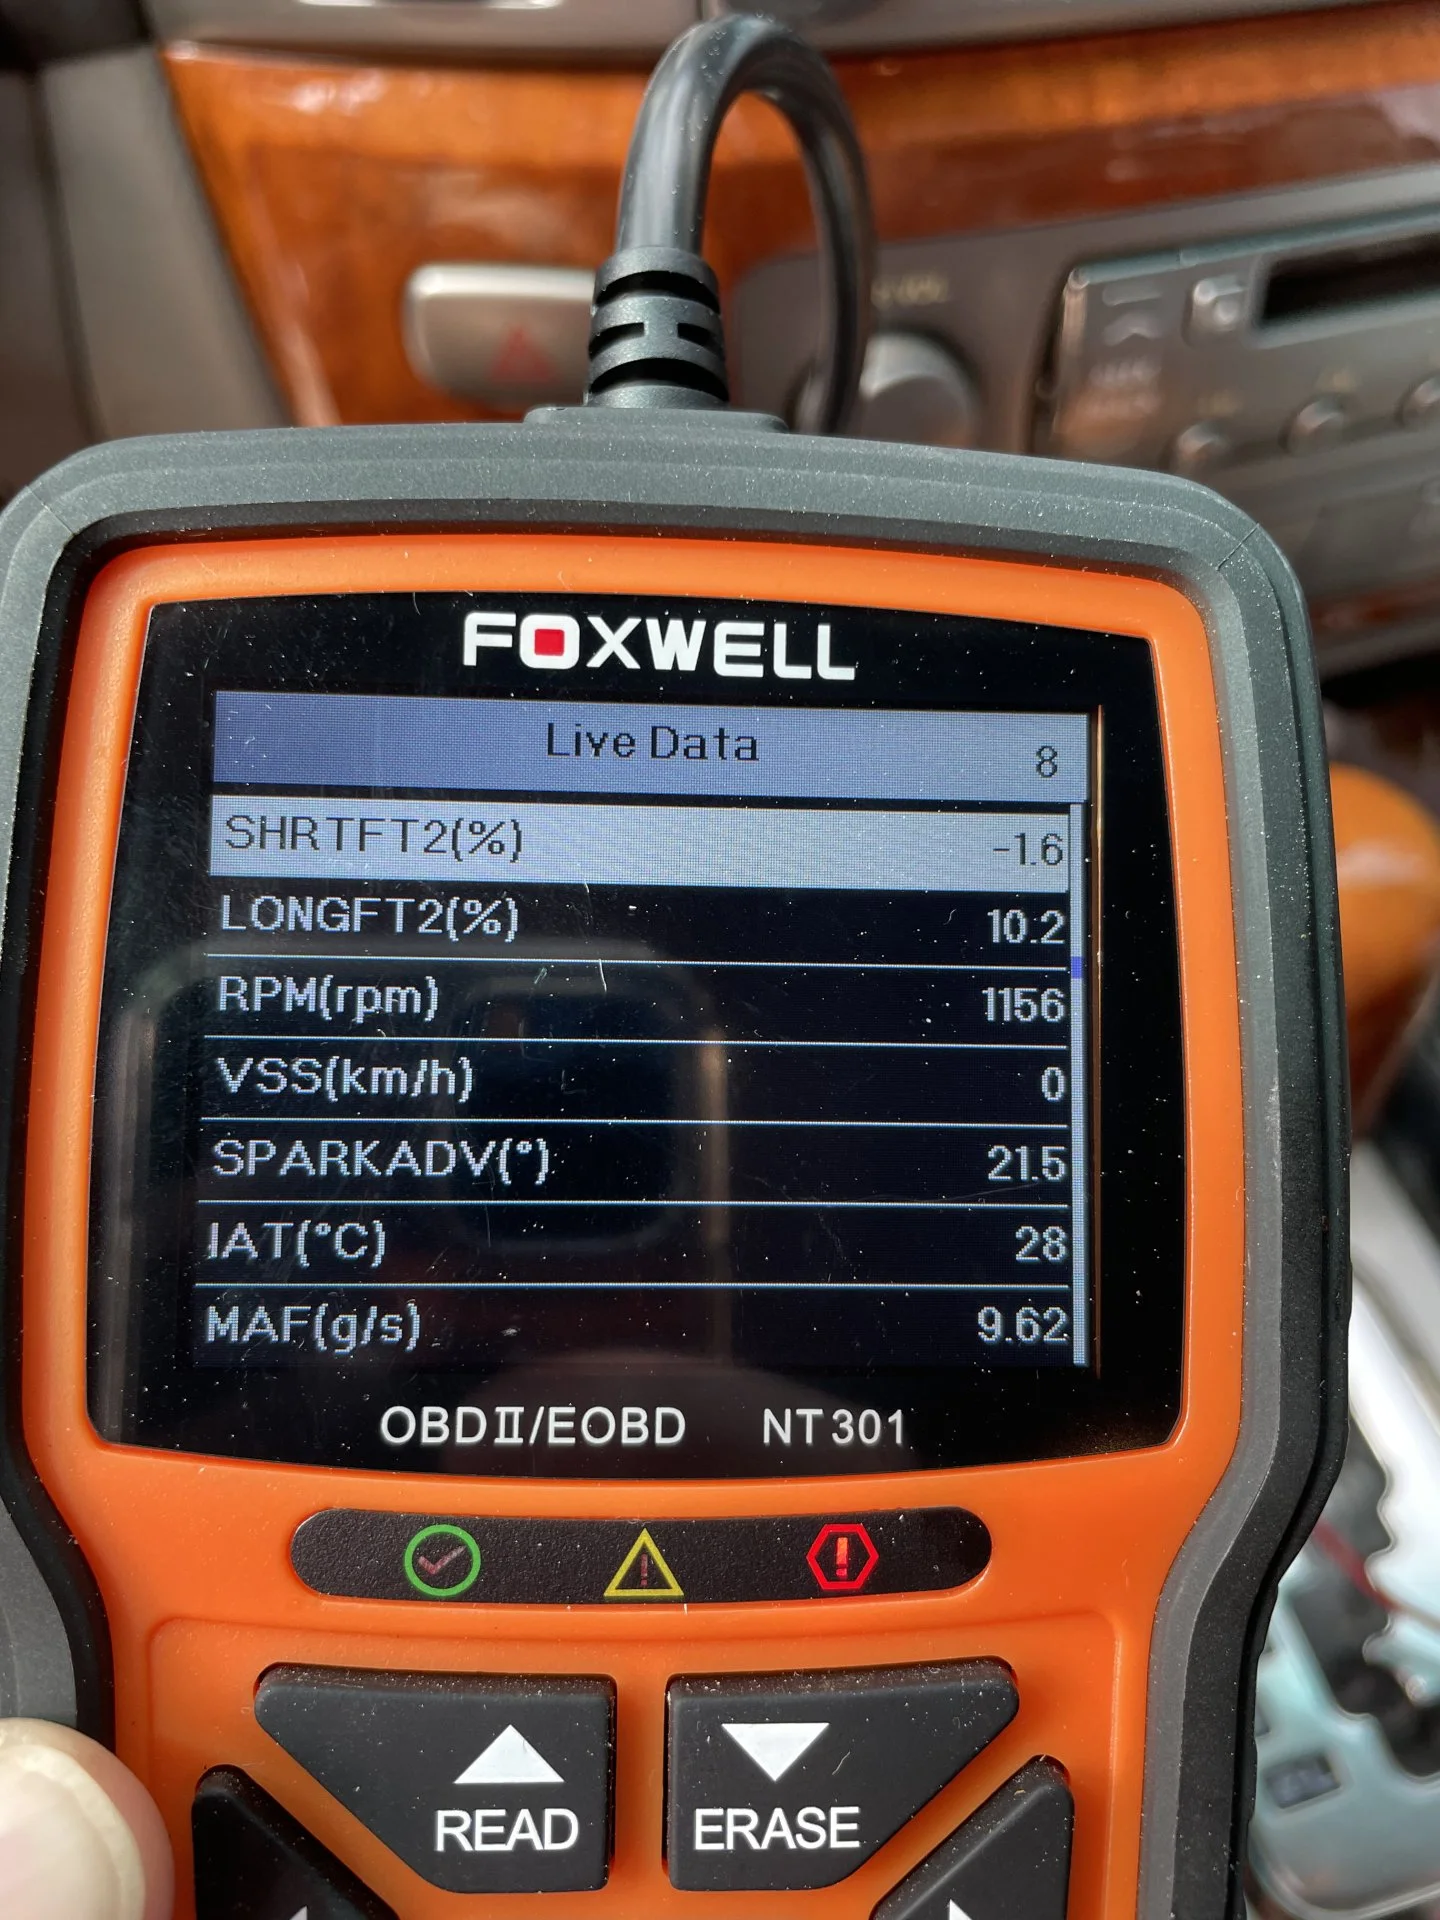 FOXWELL
Live Data 8
SHRTFT2(%) -1.6
LONGFT2(%) 10.2
RPM(rpm) 1156
VSS(km/h) 0
SPARKADV(°) 21.5
IAT(°C) 28
MAF(g/s) 9.62
OBDⅡ/EOBD NT301
READ ERASE